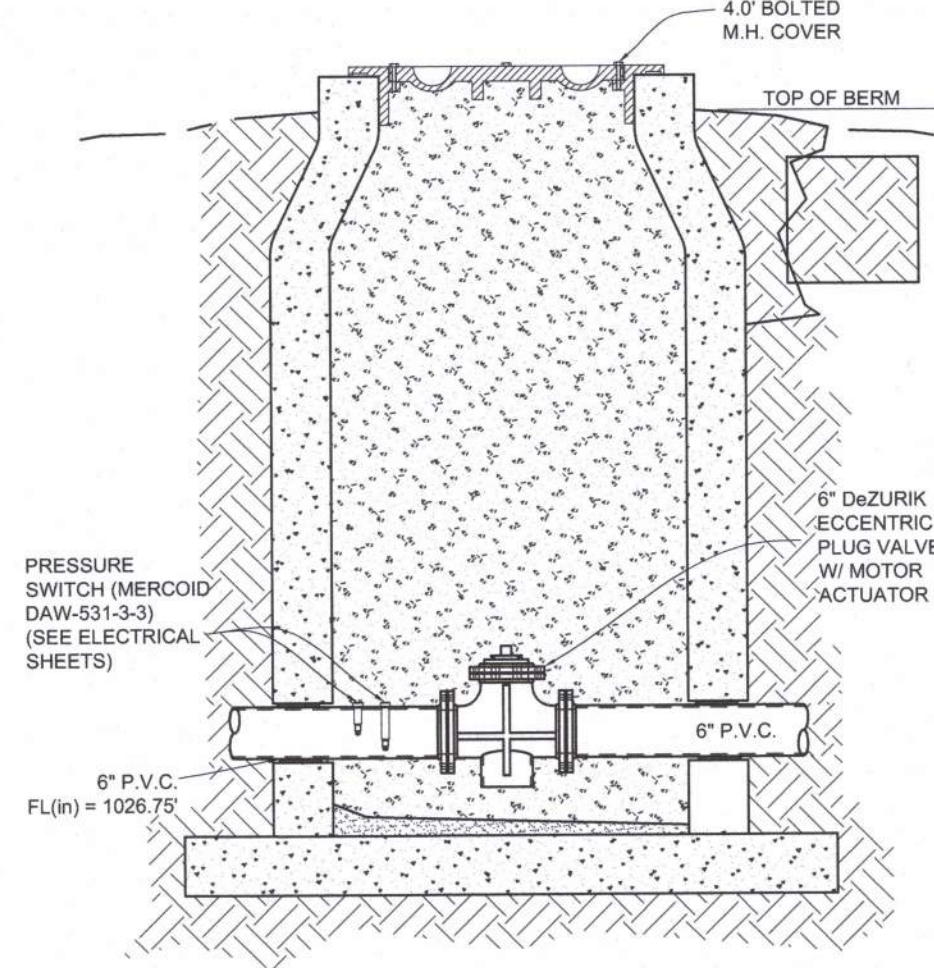 4.0' BOLTED
M.H. COVER
TOP OF BERM
6" DeZURIK
ECCENTRIC
PLUG VALVE
W/ MOTOR
ACTUATOR
PRESSURE
SWITCH (MERCOID
DAW-531-3-3)
(SEE ELECTRICAL
SHEETS)
6" P.V.C.
6" P.V.C.
FL(in) = 1026.75'